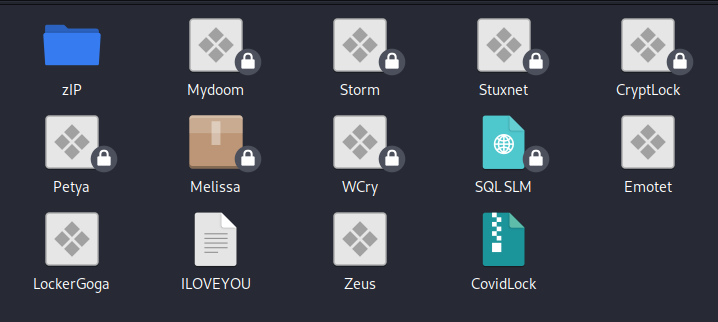 zIP
Mydoom
Storm
Stuxnet
CryptLock
Petya
Melissa
WCry
SQL SLM
Emotet
LockerGoga
ILOVEYOU
Zeus
CovidLock